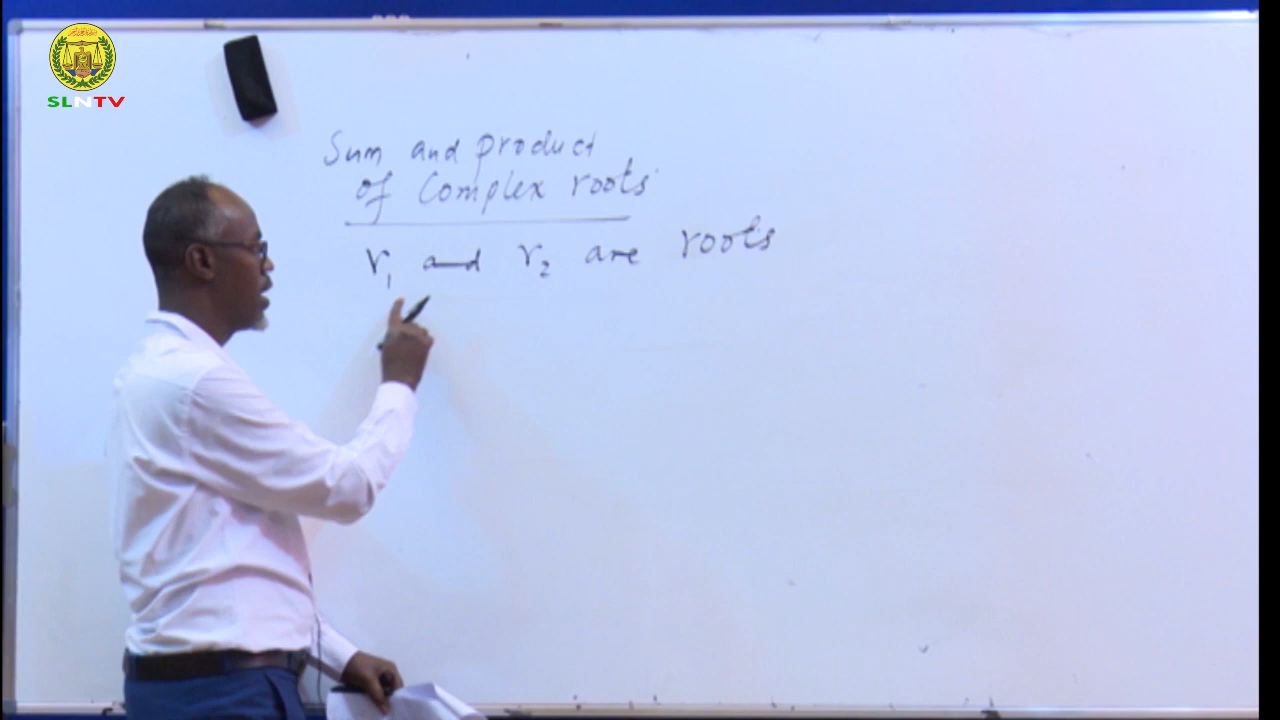 SLNTV
Sum and product
of Complex roots
r₁ and r₂ are roots